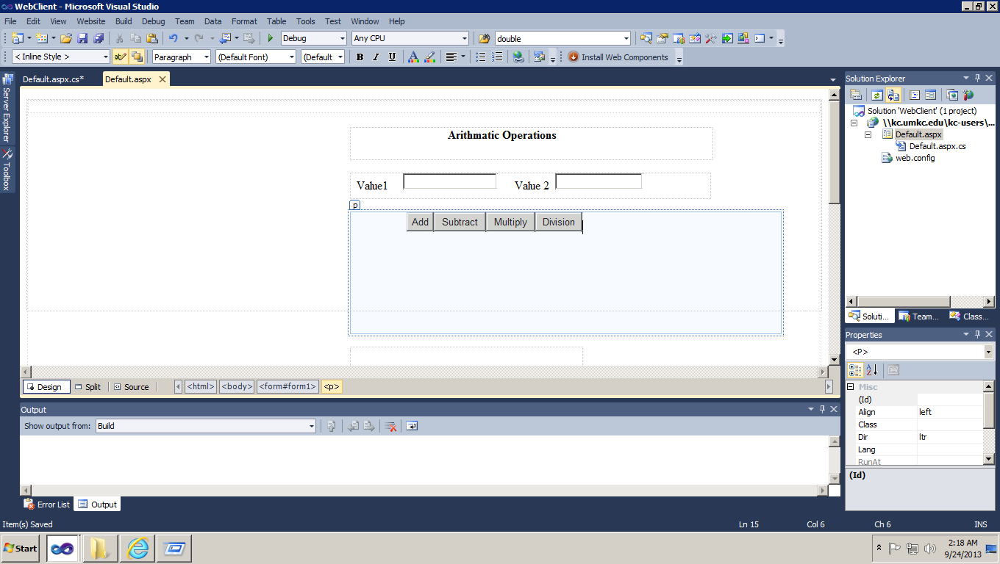 WebClient - Microsoft Visual Studio
File Edit View Website Build Debug Team Data Format Table Tools Test Window Help
Debug Any CPU double
< Inline Style > Paragraph (Default Font) (Default B I U A Install Web Components
Default.aspx.cs* Default.aspx
Server Explorer
Toolbox
Arithmatic Operations
Value1 Value 2
p
Add Subtract Multiply Division
Design Split Source <html> <body> <form#form1> <p>
Output
Show output from: Build
Error List Output
Solution Explorer
Solution 'WebClient' (1 project)
\\kc.umkc.edu\kc-users\...
Default.aspx
Default.aspx.cs
web.config
Soluti... Team... Class...
Properties
<P>
Misc
(Id)
Align left
Class
Dir ltr
Lang
RunAt
(Id)
Item(s) Saved Ln 15 Col 6 Ch 6 INS
Start 2:18 AM
9/24/2013